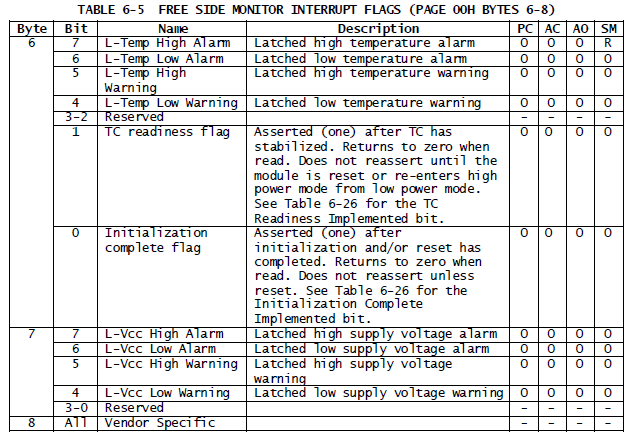 TABLE 6-5 FREE SIDE MONITOR INTERRUPT FLAGS (PAGE 00H BYTES 6-8)
Byte Bit Name Description PC AC AO SM
6 7 L-Temp High Alarm Latched high temperature alarm O O O R
6 L-Temp Low Alarm Latched low temperature alarm O O O O
5 L-Temp High Latched high temperature warning O O O O
Warning
4 L-Temp Low Warning Latched low temperature warning O O O O
3-2 Reserved - - - -
1 TC readiness flag Asserted (one) after TC has O O O O
stabilized. Returns to zero when
read. Does not reassert until the
module is reset or re-enters high
power mode from low power mode.
See Table 6-26 for the TC
Readiness Implemented bit.
0 Initialization Asserted (one) after O O O O
complete flag initialization and/or reset has
completed. Returns to zero when
read. Does not reassert unless
reset. See Table 6-26 for the
Initialization Complete
Implemented bit.
7 7 L-Vcc High Alarm Latched high supply voltage alarm O O O O
6 L-Vcc Low Alarm Latched low supply voltage alarm O O O O
5 L-Vcc High Warning Latched high supply voltage O O O O
warning
4 L-Vcc Low Warning Latched low supply voltage warning O O O O
3-0 Reserved - - - -
8 All Vendor Specific - - - -